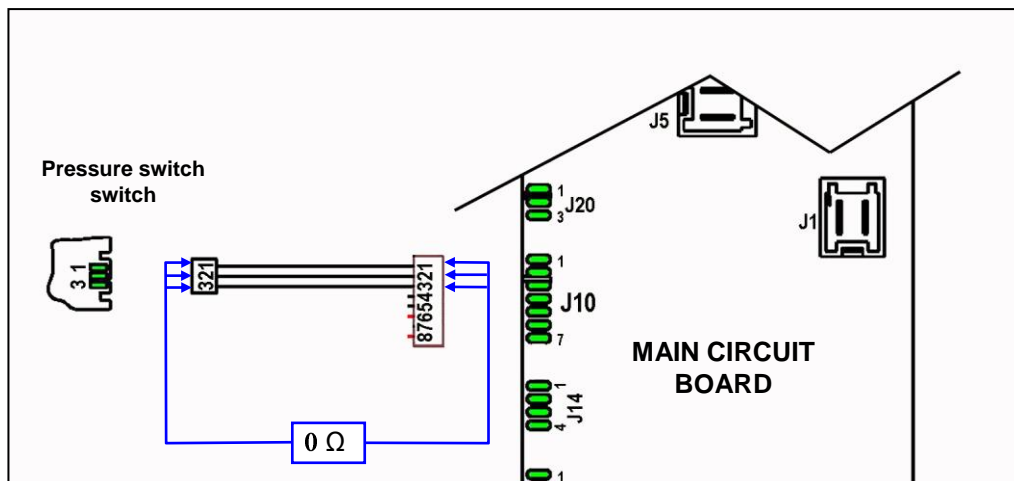 J5
Pressure switch
switch
1
J20
3
J1
3 1
321
87654321
1
J10
7
MAIN CIRCUIT
BOARD
1
J14
4
0 Ω
1